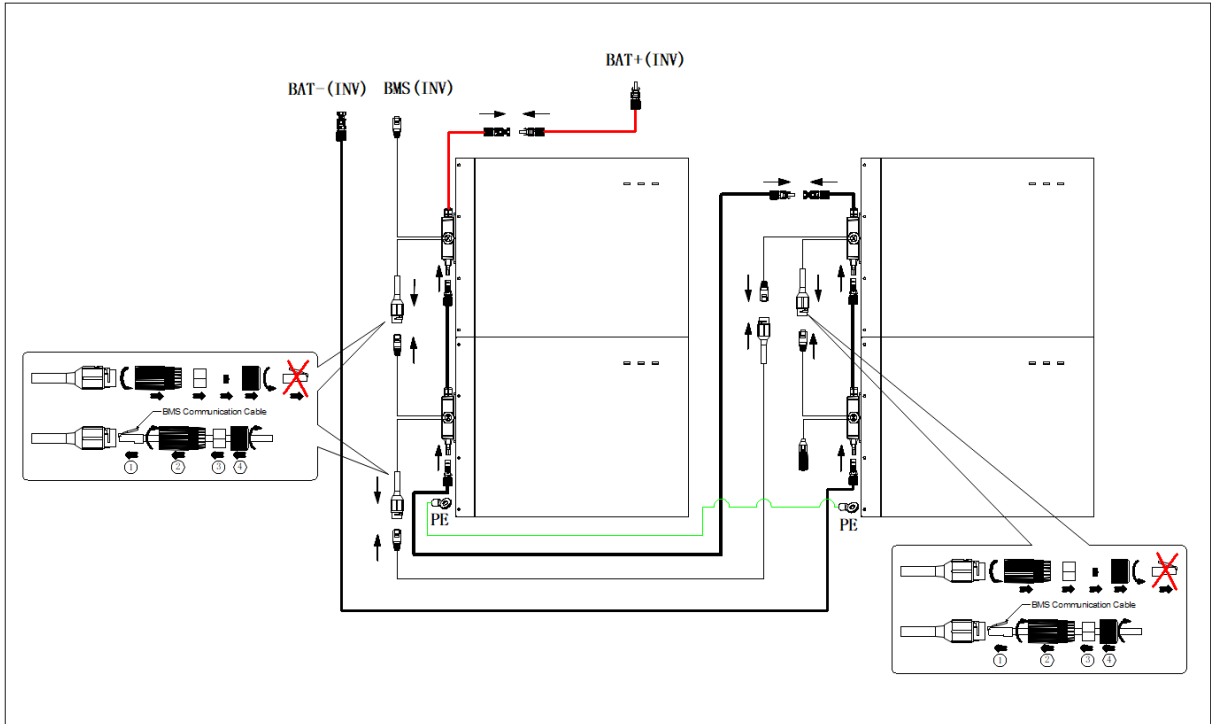 BAT+(INV)
BAT-(INV)
BMS(INV)
BMS Communication Cable
1
2
3
4
PE
PE
BMS Communication Cable
1
2
3
4